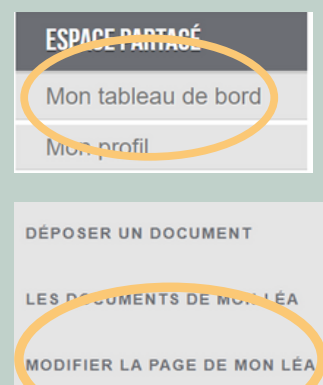 ESPACE PARTAGÉ
Mon tableau de bord
Mon profil
DÉPOSER UN DOCUMENT
LES DOCUMENTS DE MON LÉA
MODIFIER LA PAGE DE MON LÉA